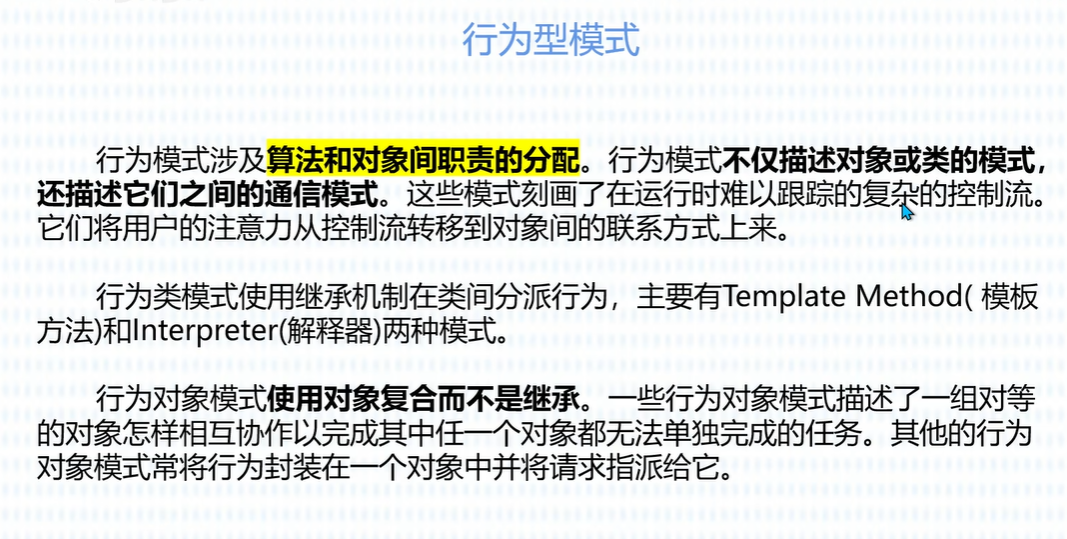 行为型模式
行为模式涉及算法和对象间职责的分配。行为模式不仅描述对象或类的模式，
还描述它们之间的通信模式。这些模式刻画了在运行时难以跟踪的复杂的控制流。
它们将用户的注意力从控制流转移到对象间的联系方式上来。
行为类模式使用继承机制在类间分派行为，主要有Template Method( 模板
方法)和Interpreter(解释器)两种模式。
行为对象模式使用对象复合而不是继承。一些行为对象模式描述了一组对等
的对象怎样相互协作以完成其中任一个对象都无法单独完成的任务。其他的行为
对象模式常将行为封装在一个对象中并将请求指派给它。